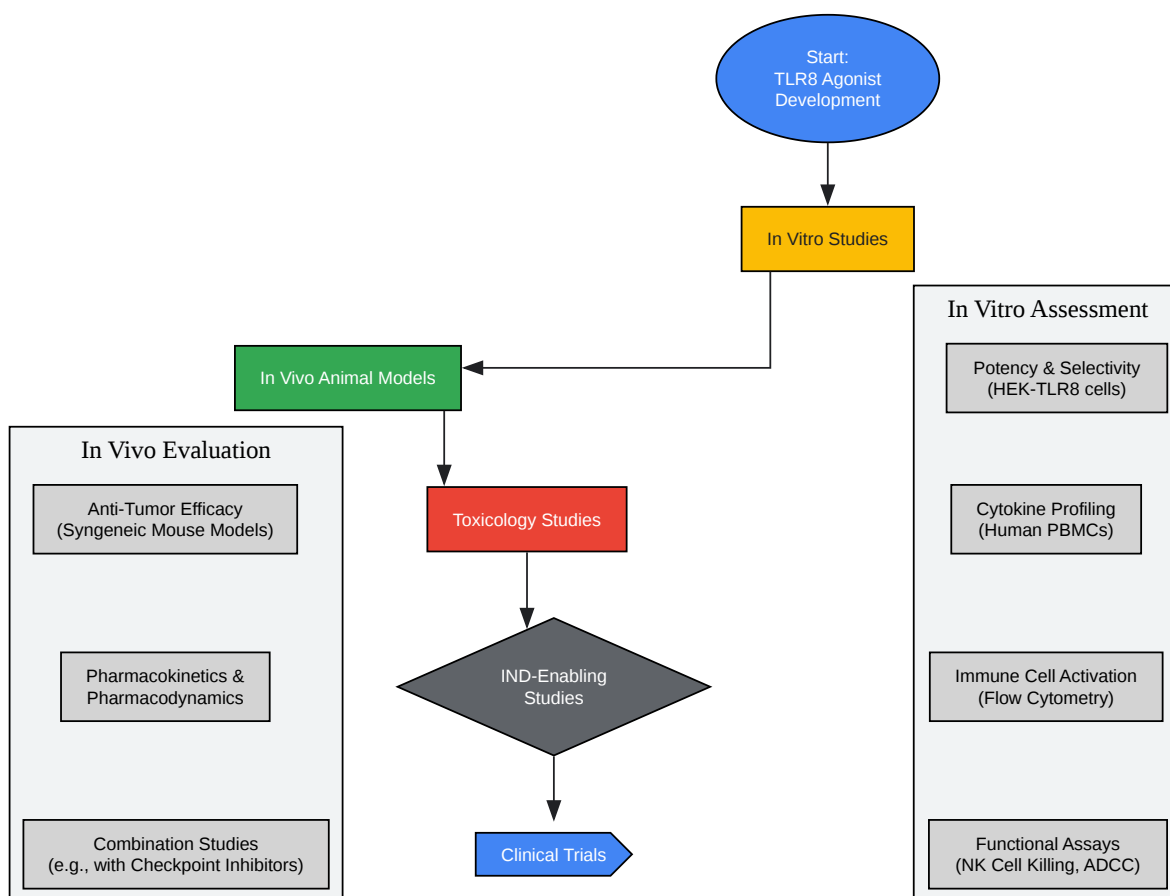 Start:
TLR8 Agonist
Development
In Vitro Studies
In Vivo Animal Models
Toxicology Studies
IND-Enabling
Studies
Clinical Trials
In Vivo Evaluation
Anti-Tumor Efficacy
(Syngeneic Mouse Models)
Pharmacokinetics &
Pharmacodynamics
Combination Studies
(e.g., with Checkpoint Inhibitors)
In Vitro Assessment
Potency & Selectivity
(HEK-TLR8 cells)
Cytokine Profiling
(Human PBMCs)
Immune Cell Activation
(Flow Cytometry)
Functional Assays
(NK Cell Killing, ADCC)